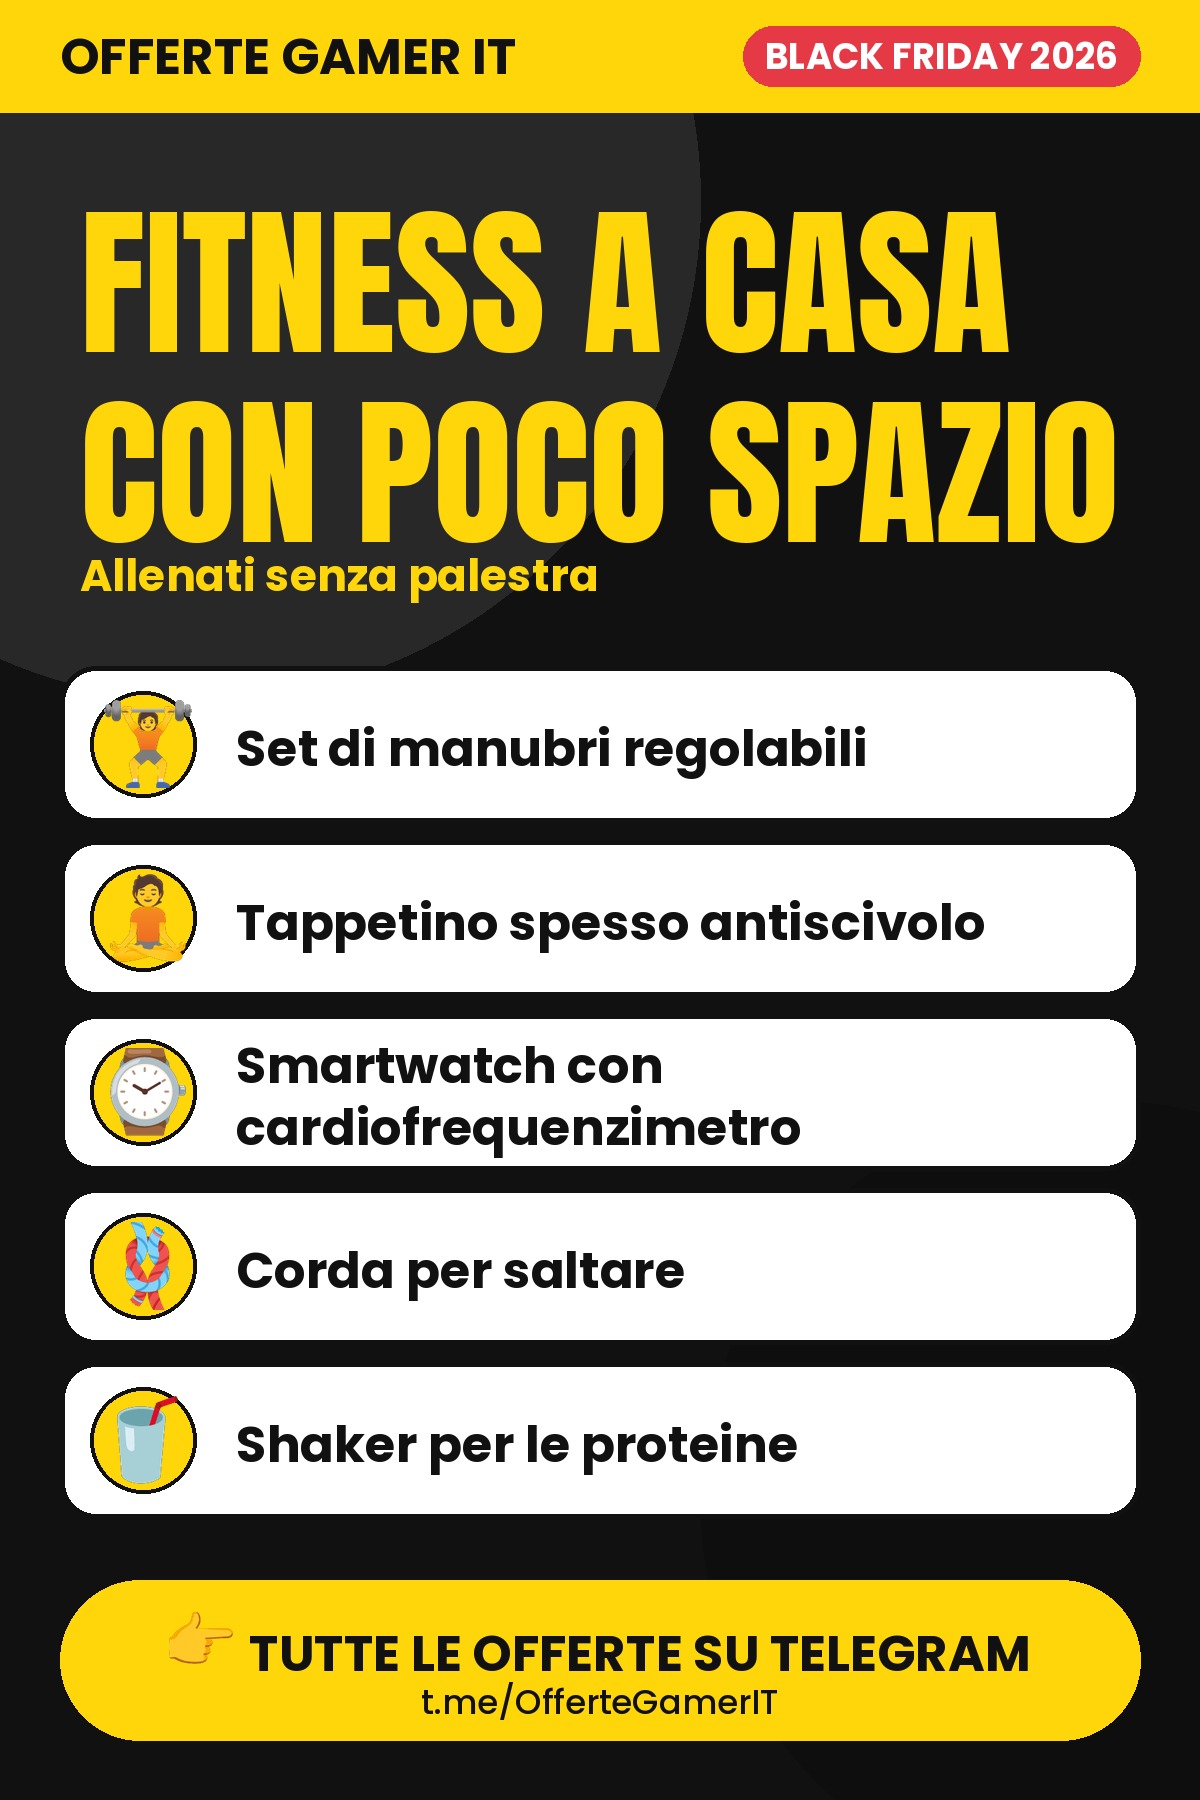 OFFERTE GAMER IT
BLACK FRIDAY 2026
FITNESS A CASA
CON POCO SPAZIO
Allenati senza palestra
Set di manubri regolabili
Tappetino spesso antiscivolo
Smartwatch con
cardiofrequenzimetro
Corda per saltare
Shaker per le proteine
👉 TUTTE LE OFFERTE SU TELEGRAM
t.me/OfferteGamerIT